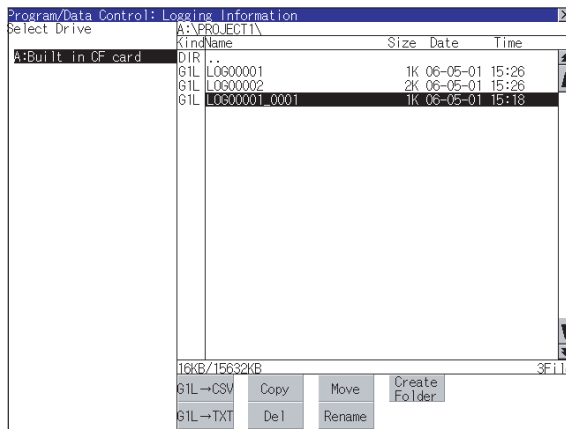 Program/Data Control: Logging Information
Select Drive
A:\PROJECT1\
Kind Name Size Date Time
A:Built in CF card
DIR ..
G1L LOG00001 1K 06-05-01 15:26
G1L LOG00002 2K 06-05-01 15:26
G1L LOG00001_0001 1K 06-05-01 15:18
16KB/15632KB 3Fil
G1L→CSV Copy Move Create Folder
G1L→TXT Del Rename